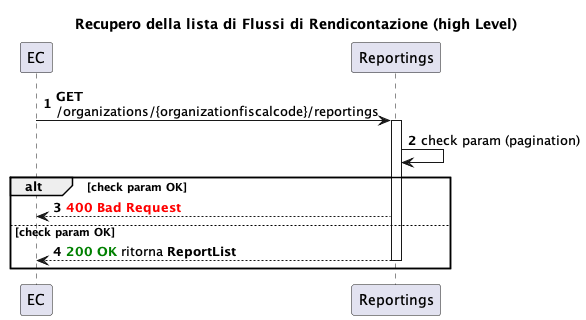 Recupero della lista di Flussi di Rendicontazione (high Level)
EC
Reportings
1 GET
/organizations/{organizationfiscalcode}/reportings
2 check param (pagination)
alt [check param OK]
3 400 Bad Request
[check param OK]
4 200 OK ritorna ReportList
EC
Reportings